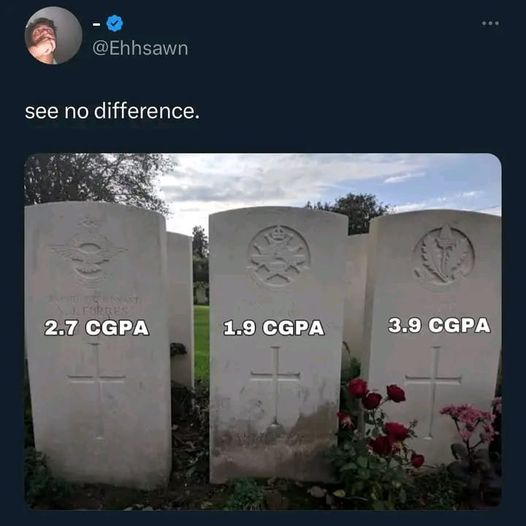 -
@Ehhsawn
see no difference.
2.7 CGPA
1.9 CGPA
3.9 CGPA